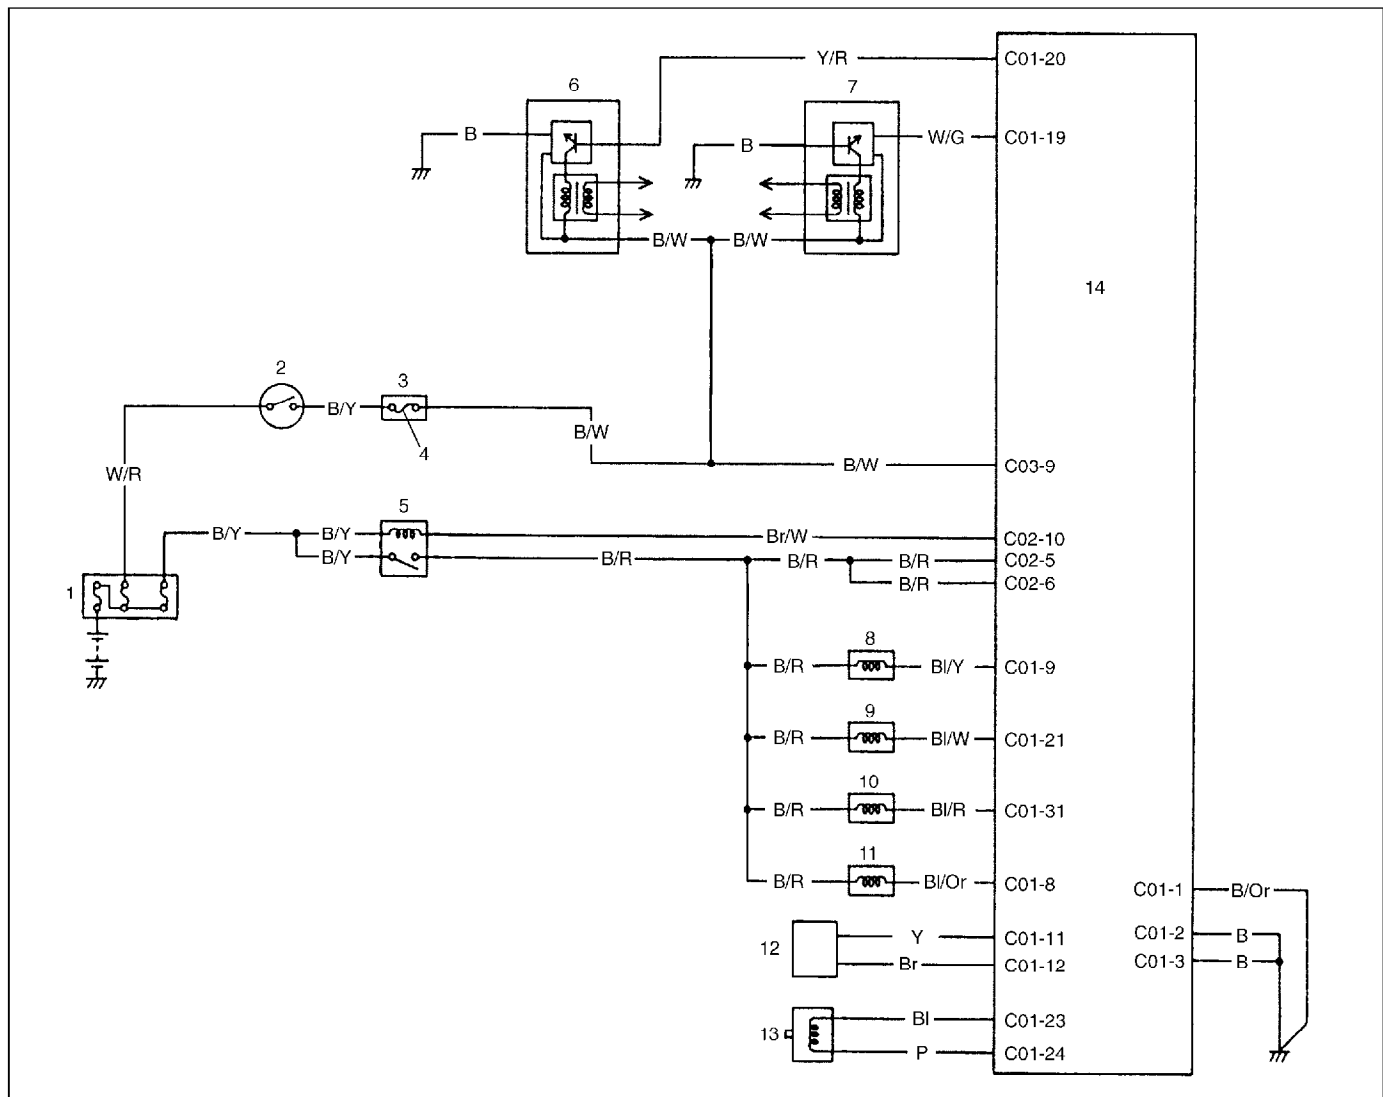 Y/R C01-20
6 7
B B W/G C01-19
B/W B/W
14
2 3
B/Y
4
B/W
W/R B/W C03-9
5
B/Y B/Y Br/W C02-10
B/Y B/R B/R B/R C02-5
B/R C02-6
1
8
B/R Bl/Y C01-9
9
B/R Bl/W C01-21
10
B/R Bl/R C01-31
11
B/R Bl/Or C01-8
C01-1 B/Or
12 Y C01-11
C01-2 B
Br C01-12
C01-3 B
13 Bl C01-23
P C01-24